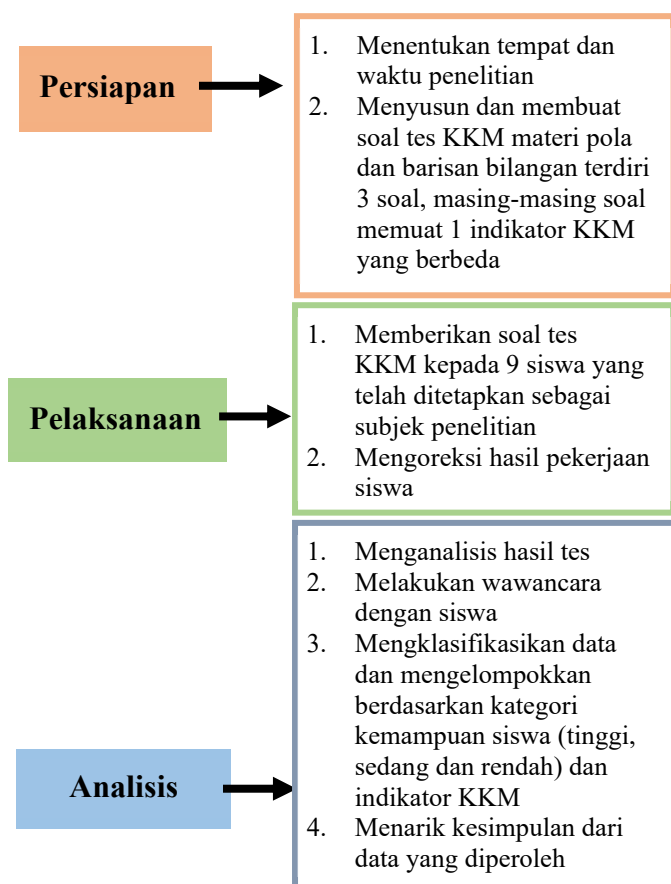 Persiapan
1. Menentukan tempat dan
waktu penelitian
2. Menyusun dan membuat
soal tes KKM materi pola
dan barisan bilangan terdiri
3 soal, masing-masing soal
memuat 1 indikator KKM
yang berbeda
Pelaksanaan
1. Memberikan soal tes
KKM kepada 9 siswa yang
telah ditetapkan sebagai
subjek penelitian
2. Mengoreksi hasil pekerjaan
siswa
Analisis
1. Menganalisis hasil tes
2. Melakukan wawancara
dengan siswa
3. Mengklasifikasikan data
dan mengelompokkan
berdasarkan kategori
kemampuan siswa (tinggi,
sedang dan rendah) dan
indikator KKM
4. Menarik kesimpulan dari
data yang diperoleh